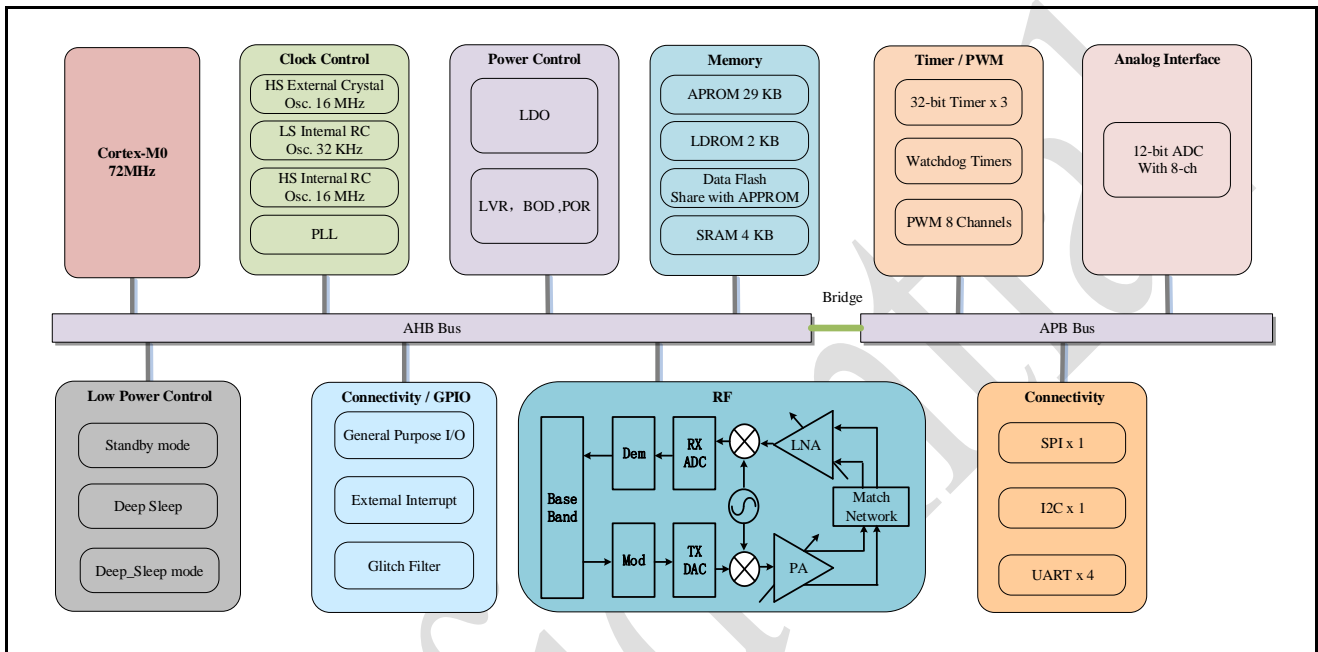 Cortex-M0
72MHz
Clock Control
HS External Crystal
Osc. 16 MHz
LS Internal RC
Osc. 32 KHz
HS Internal RC
Osc. 16 MHz
PLL
Power Control
LDO
LVR， BOD ,POR
Memory
APROM 29 KB
LDROM 2 KB
Data Flash
Share with APPROM
SRAM 4 KB
Timer / PWM
32-bit Timer x 3
Watchdog Timers
PWM 8 Channels
Analog Interface
12-bit ADC
With 8-ch
AHB Bus
Bridge
APB Bus
Low Power Control
Standby mode
Deep Sleep
Deep_Sleep mode
Connectivity / GPIO
General Purpose I/O
External Interrupt
Glitch Filter
RF
Base
Band
Dem
RX
ADC
LNA
Match
Network
Mod
TX
DAC
PA
Connectivity
SPI x 1
I2C x 1
UART x 4